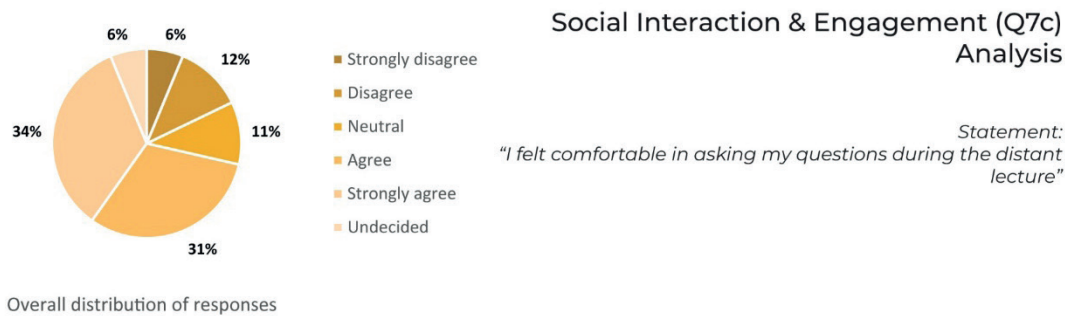 Social Interaction & Engagement (Q7c)
Analysis
Statement:
“I felt comfortable in asking my questions during the distant
lecture”
6%
6%
12%
11%
31%
34%
Strongly disagree
Disagree
Neutral
Agree
Strongly agree
Undecided
Overall distribution of responses